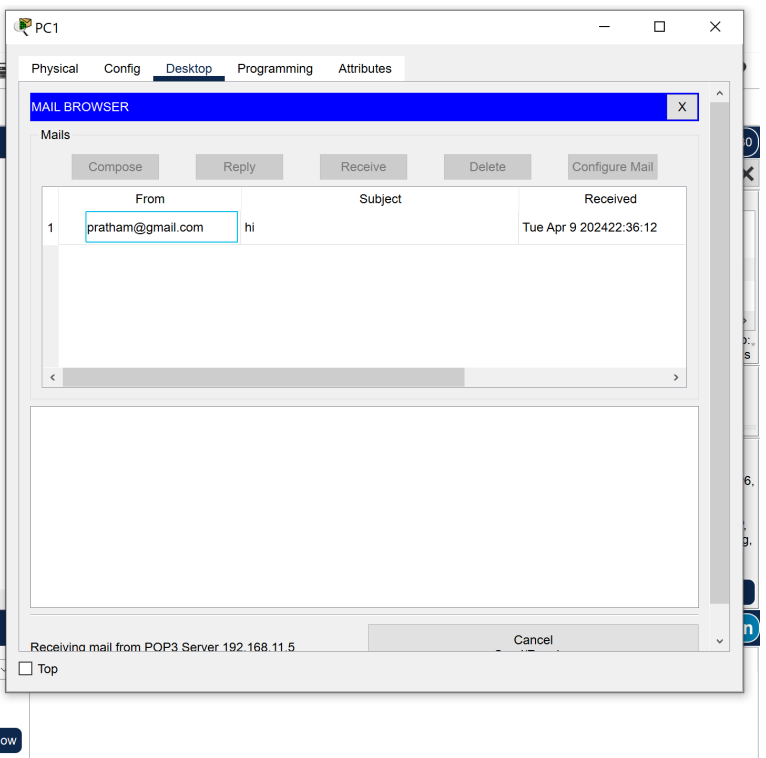 PC1
Physical Config Desktop Programming Attributes
MAIL BROWSER X
Mails
Compose Reply Receive Delete Configure Mail
From Subject Received
1 pratham@gmail.com hi Tue Apr 9 202422:36:12
Receiving mail from POP3 Server 192.168.11.5
Cancel
Top